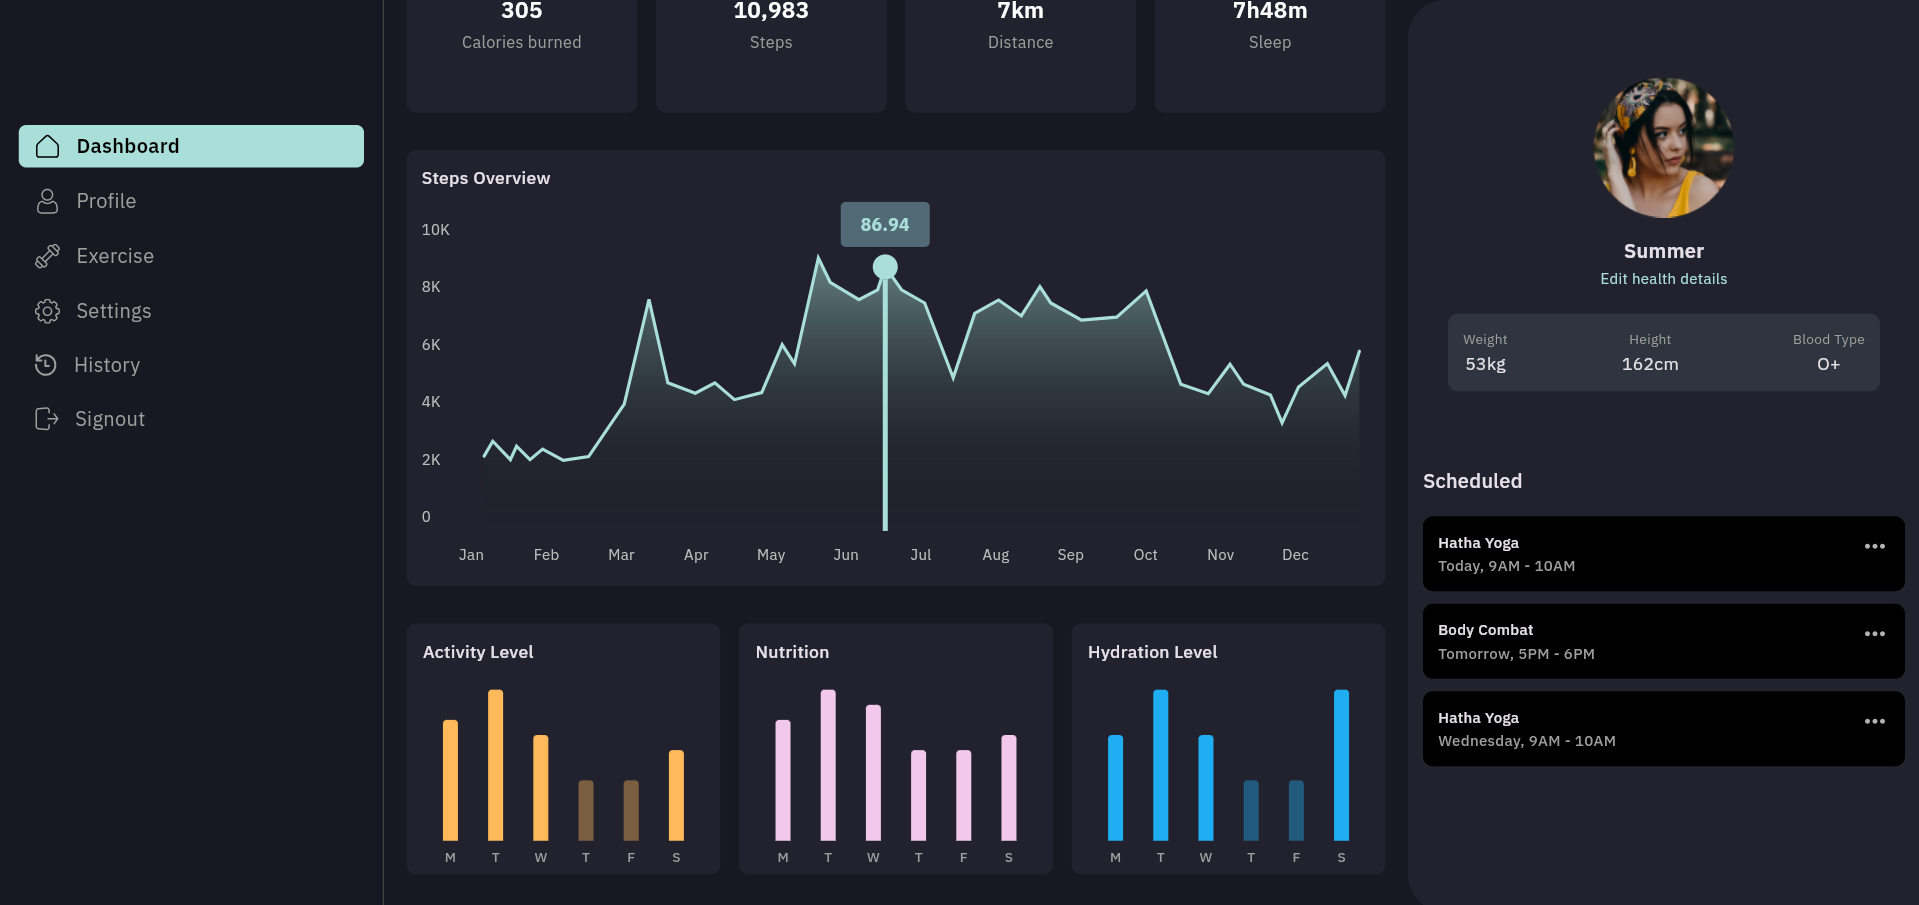 Dashboard
Profile
Exercise
Settings
History
Signout
305
Calories burned
10,983
Steps
7km
Distance
7h48m
Sleep
Steps Overview
86.94
10K
8K
6K
4K
2K
0
Jan Feb Mar Apr May Jun Jul Aug Sep Oct Nov Dec
Activity Level
M T W T F S
Nutrition
M T W T F S
Hydration Level
M T W T F S
Summer
Edit health details
Weight
53kg
Height
162cm
Blood Type
O+
Scheduled
Hatha Yoga
Today, 9AM - 10AM
Body Combat
Tomorrow, 5PM - 6PM
Hatha Yoga
Wednesday, 9AM - 10AM